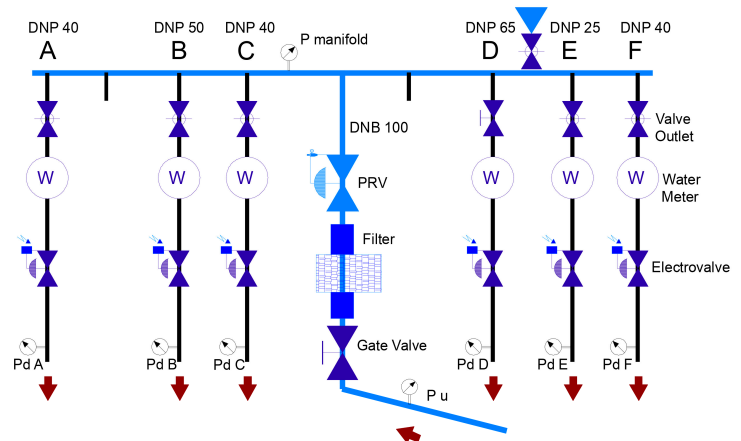 DNP 40
DNP 50
DNP 40
DNP 65
DNP 25
DNP 40
A
B
C
P manifold
D
E
F
DNB 100
Valve
Outlet
W
W
W
PRV
W
W
W
Water
Meter
Filter
Electrovalve
Gate Valve
Pd A
Pd B
Pd C
Pd D
Pd E
Pd F
P u